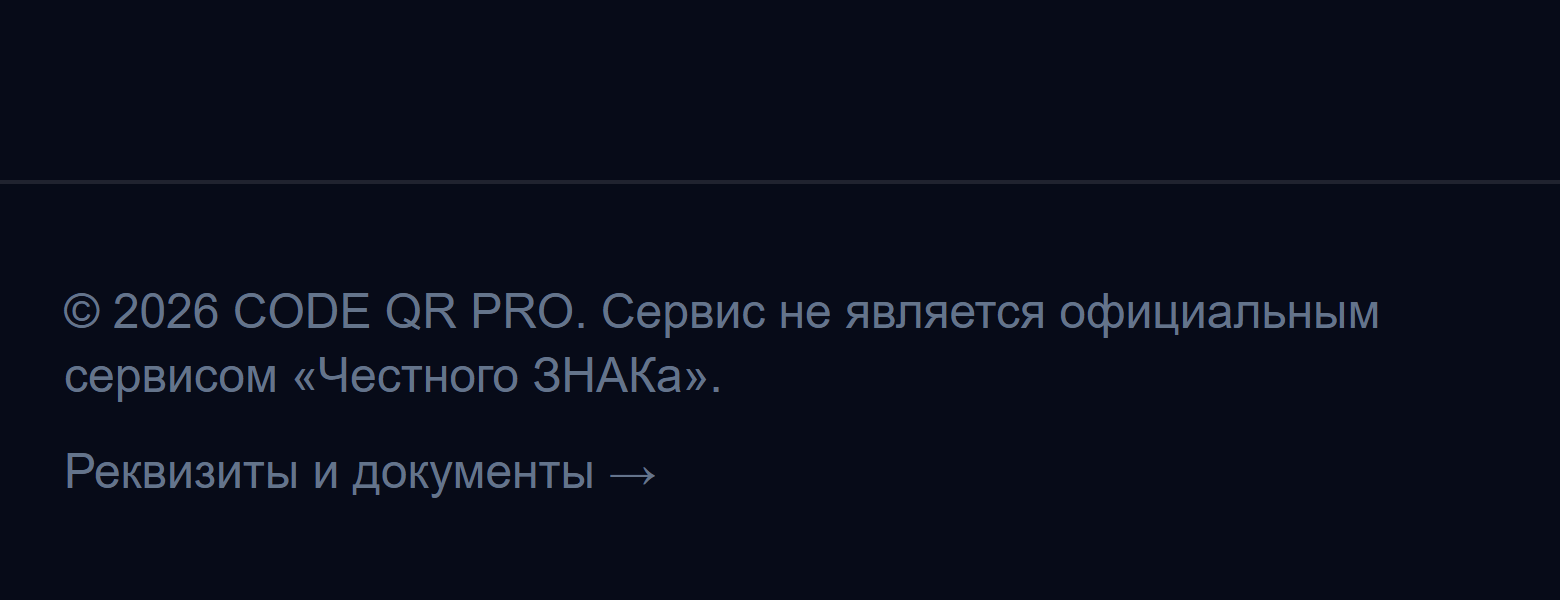 © 2026 CODE QR PRO. Сервис не является официальным
сервисом «Честного ЗНАКа».
Реквизиты и документы →